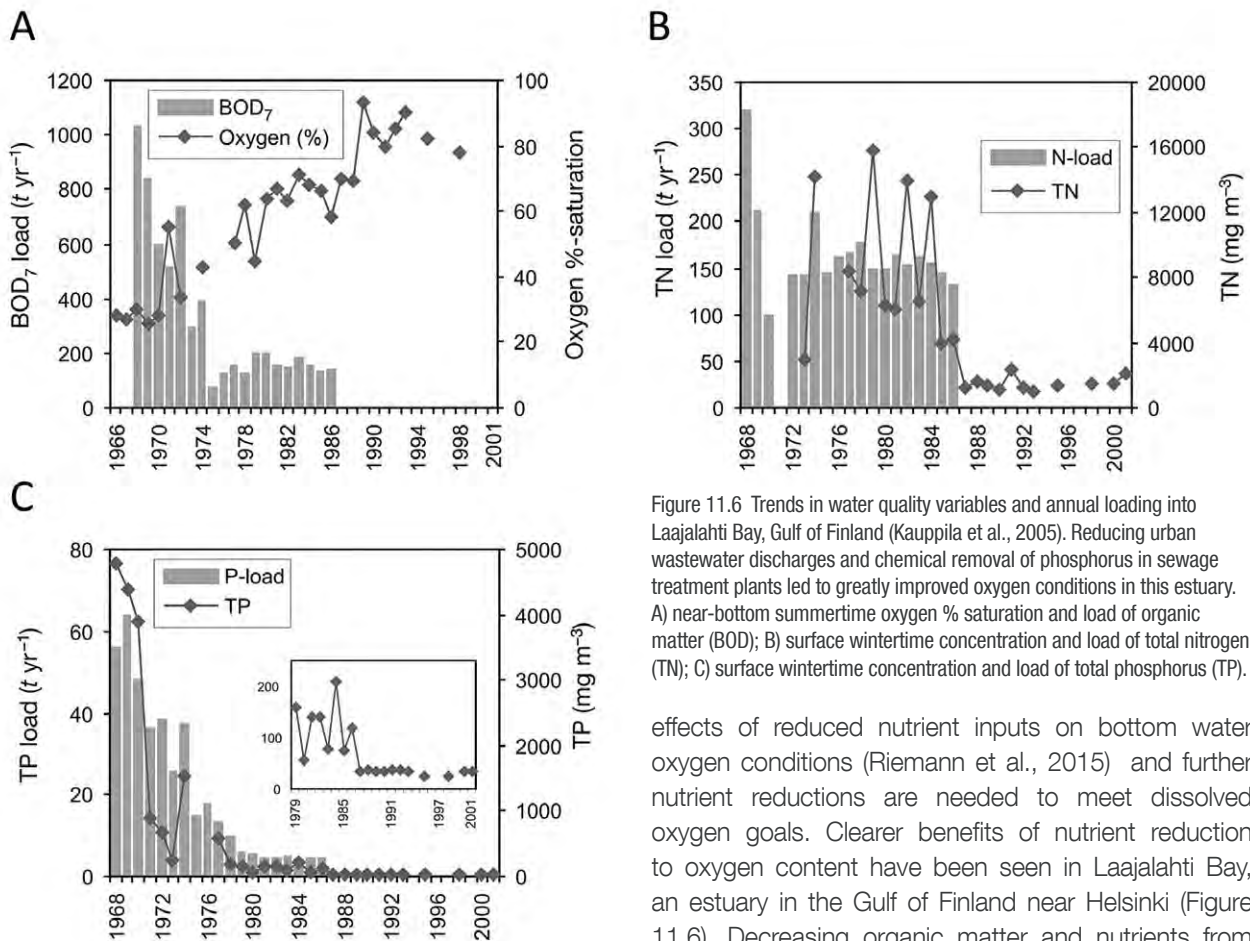 A
1200
1000
800
600
400
200
0
BOD₇ load (t yr⁻¹)
BOD₇
Oxygen (%)
100
80
60
40
20
0
Oxygen %-saturation
1966
1970
1974
1978
1982
1986
1990
1994
1998
2001
B
350
300
250
200
150
100
50
0
TN load (t yr⁻¹)
N-load
TN
20000
16000
12000
8000
4000
0
TN (mg m⁻³)
1968
1972
1976
1980
1984
1988
1992
1996
2000
C
80
60
40
20
0
TP load (t yr⁻¹)
P-load
TP
200
100
0
1979
1985
1991
1997
2001
5000
4000
3000
2000
1000
0
TP (mg m⁻³)
1968
1972
1976
1980
1984
1988
1992
1996
2000
Figure 11.6 Trends in water quality variables and annual loading into
Laajalahti Bay, Gulf of Finland (Kauppila et al., 2005). Reducing urban
wastewater discharges and chemical removal of phosphorus in sewage
treatment plants led to greatly improved oxygen conditions in this estuary.
A) near-bottom summertime oxygen % saturation and load of organic
matter (BOD); B) surface wintertime concentration and load of total nitrogen
(TN); C) surface wintertime concentration and load of total phosphorus (TP).
effects of reduced nutrient inputs on bottom water
oxygen conditions (Riemann et al., 2015) and further
nutrient reductions are needed to meet dissolved
oxygen goals. Clearer benefits of nutrient reduction
to oxygen content have been seen in Laajalahti Bay,
an estuary in the Gulf of Finland near Helsinki (Figure
11.6). Decreasing organic matter and nutrients from